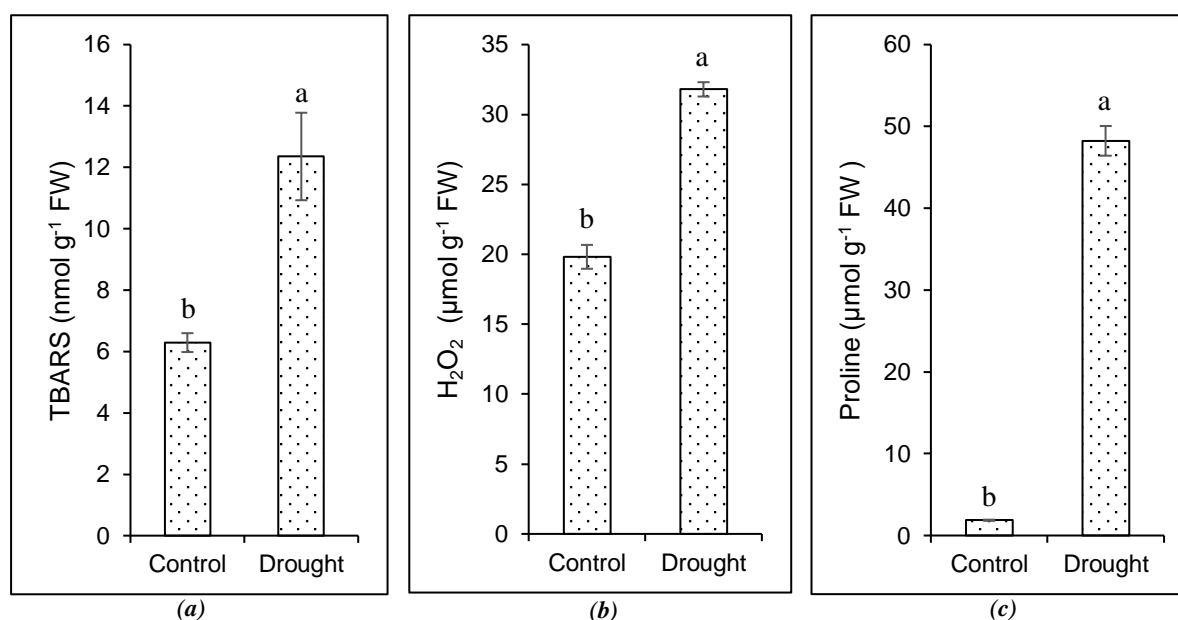 TBARS (nmol g⁻¹ FW)
16
14
12
10
8
6
4
2
0
b
a
Control Drought
(a)
H₂O₂ (µmol g⁻¹ FW)
35
30
25
20
15
10
5
0
b
a
Control Drought
(b)
Proline (µmol g⁻¹ FW)
60
50
40
30
20
10
0
b
a
Control Drought
(c)